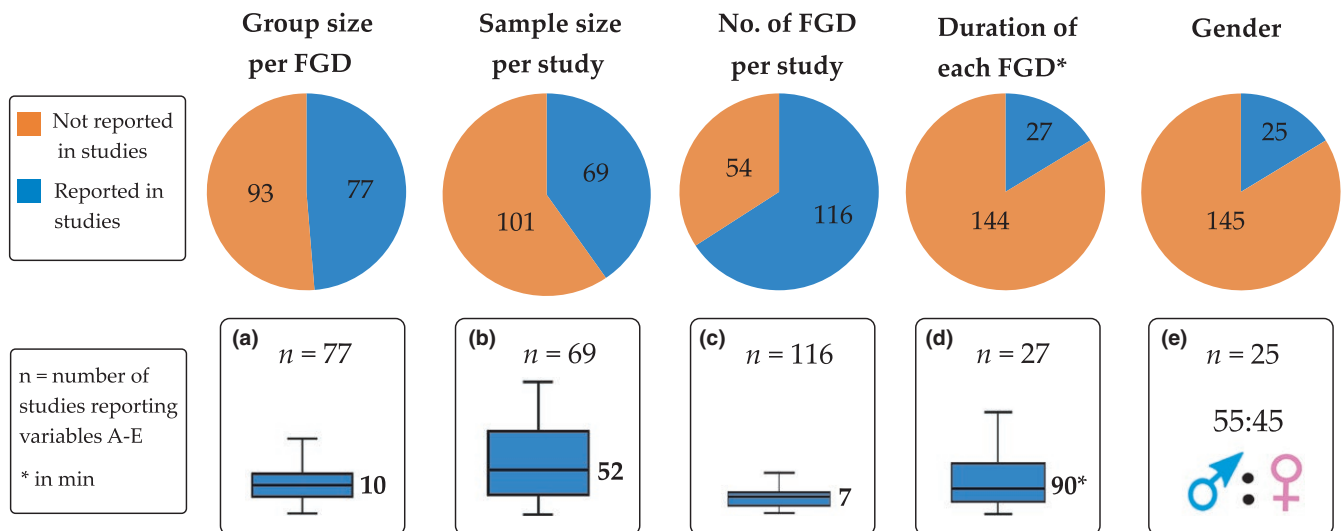 Group size
per FGD
Sample size
per study
No. of FGD
per study
Duration of
each FGD*
Gender
Not reported
in studies
Reported in
studies
93
77
101
69
54
116
144
27
145
25
n = number of
studies reporting
variables A-E
* in min
(a)
n = 77
10
(b)
n = 69
52
(c)
n = 116
7
(d)
n = 27
90*
(e)
n = 25
55:45